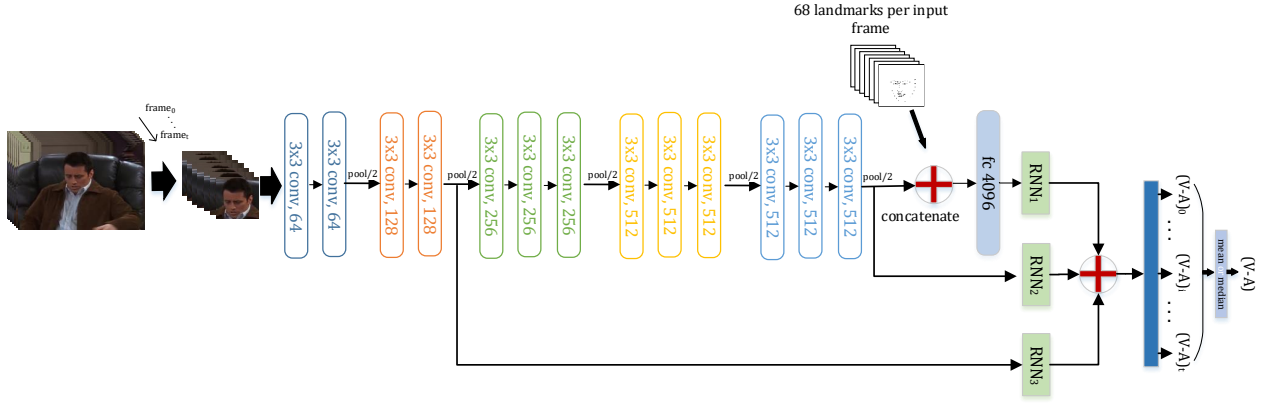 68 landmarks per input
frame
frame₀
. . .
frameₜ
3x3 conv, 64
3x3 conv, 64
pool/2
3x3 conv, 128
3x3 conv, 128
pool/2
3x3 conv, 256
3x3 conv, 256
3x3 conv, 256
pool/2
3x3 conv, 512
3x3 conv, 512
3x3 conv, 512
pool/2
3x3 conv, 512
3x3 conv, 512
3x3 conv, 512
pool/2
concatenate
fc 4096
RNN₁
RNN₂
RNN₃
(V-A)₀
. . .
(V-A)ᵢ
. . .
(V-A)ₜ
mean
median
(V-A)